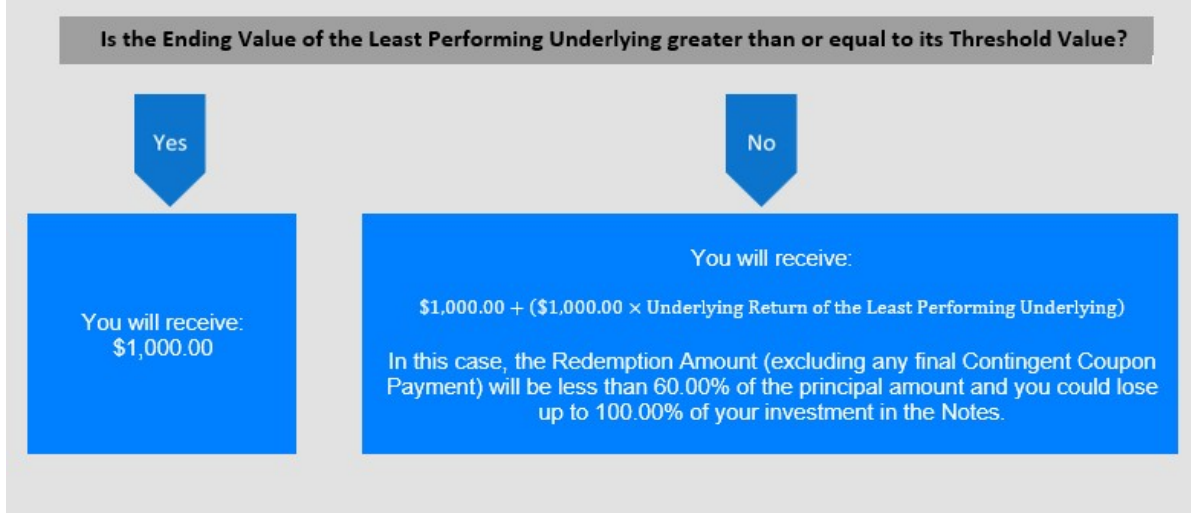 Is the Ending Value of the Least Performing Underlying greater than or equal to its Threshold Value?
Yes
No
You will receive:
$1,000.00
You will receive:
$1,000.00 + ($1,000.00 × Underlying Return of the Least Performing Underlying)
In this case, the Redemption Amount (excluding any final Contingent Coupon
Payment) will be less than 60.00% of the principal amount and you could lose
up to 100.00% of your investment in the Notes.